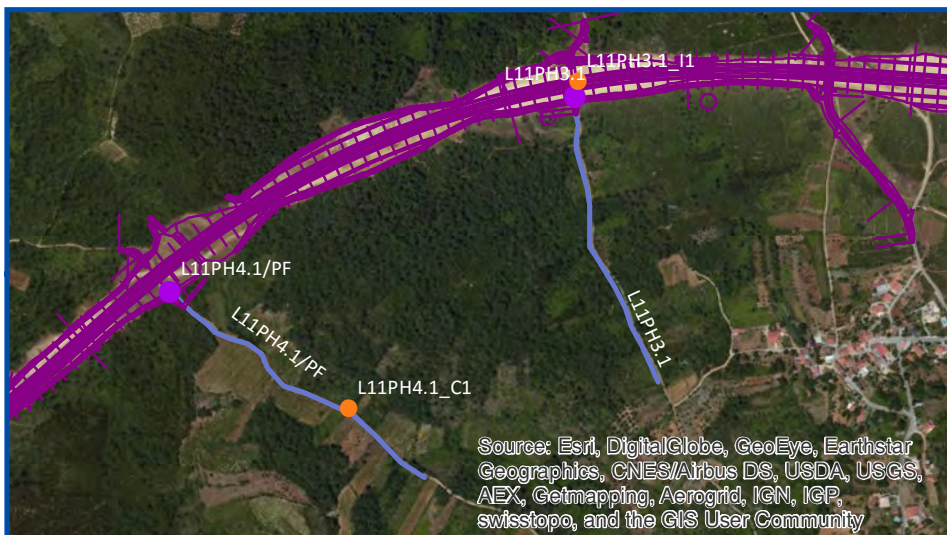 L11PH3.1_I1
L11PH3.1
L11PH4.1/PF
L11PH4.1/PF
L11PH3.1
L11PH4.1_C1
Source: Esri, DigitalGlobe, GeoEye, Earthstar
Geographics, CNES/Airbus DS, USDA, USGS,
AEX, Getmapping, Aerogrid, IGN, IGP,
swisstopo, and the GIS User Community